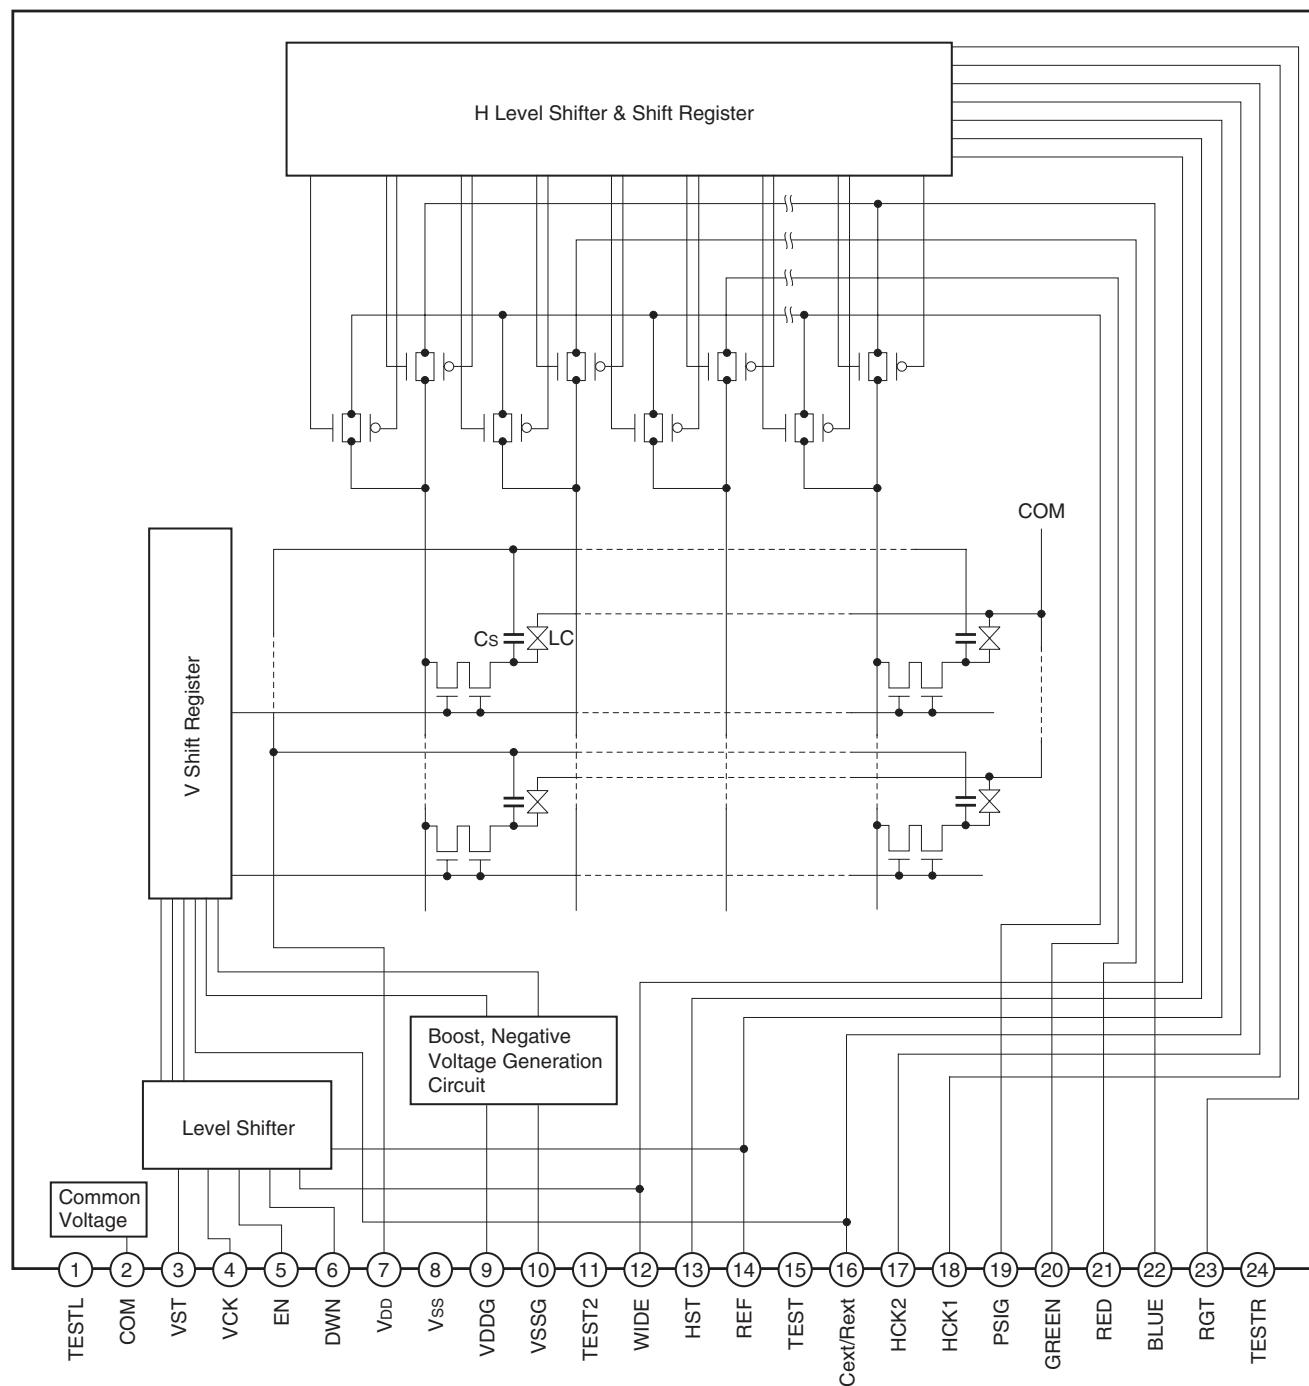 H Level Shifter & Shift Register
COM
Cs
LC
V Shift Register
Boost, Negative
Voltage Generation
Circuit
Level Shifter
Common
Voltage
1
2
3
4
5
6
7
8
9
10
11
12
13
14
15
16
17
18
19
20
21
22
23
24
TESTL
COM
VST
VCK
EN
DWN
VDD
VSS
VDDG
VSSG
TEST2
WIDE
HST
REF
TEST
Cext/Rext
HCK2
HCK1
PSIG
GREEN
RED
BLUE
RGT
TESTR